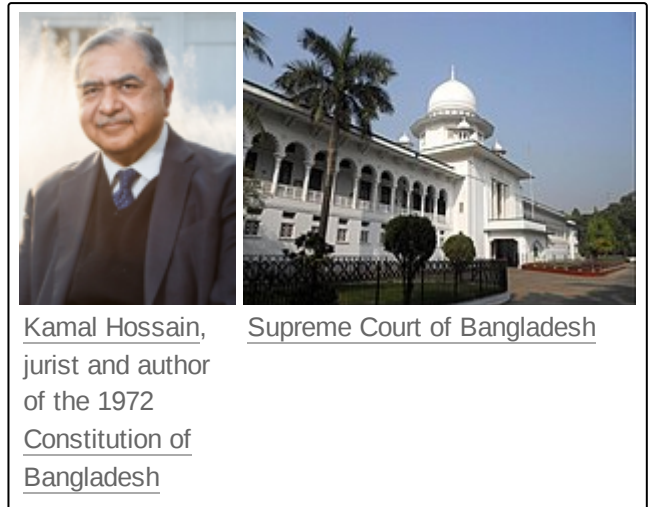 Kamal Hossain,
jurist and author
of the 1972
Constitution of
Bangladesh
Supreme Court of Bangladesh